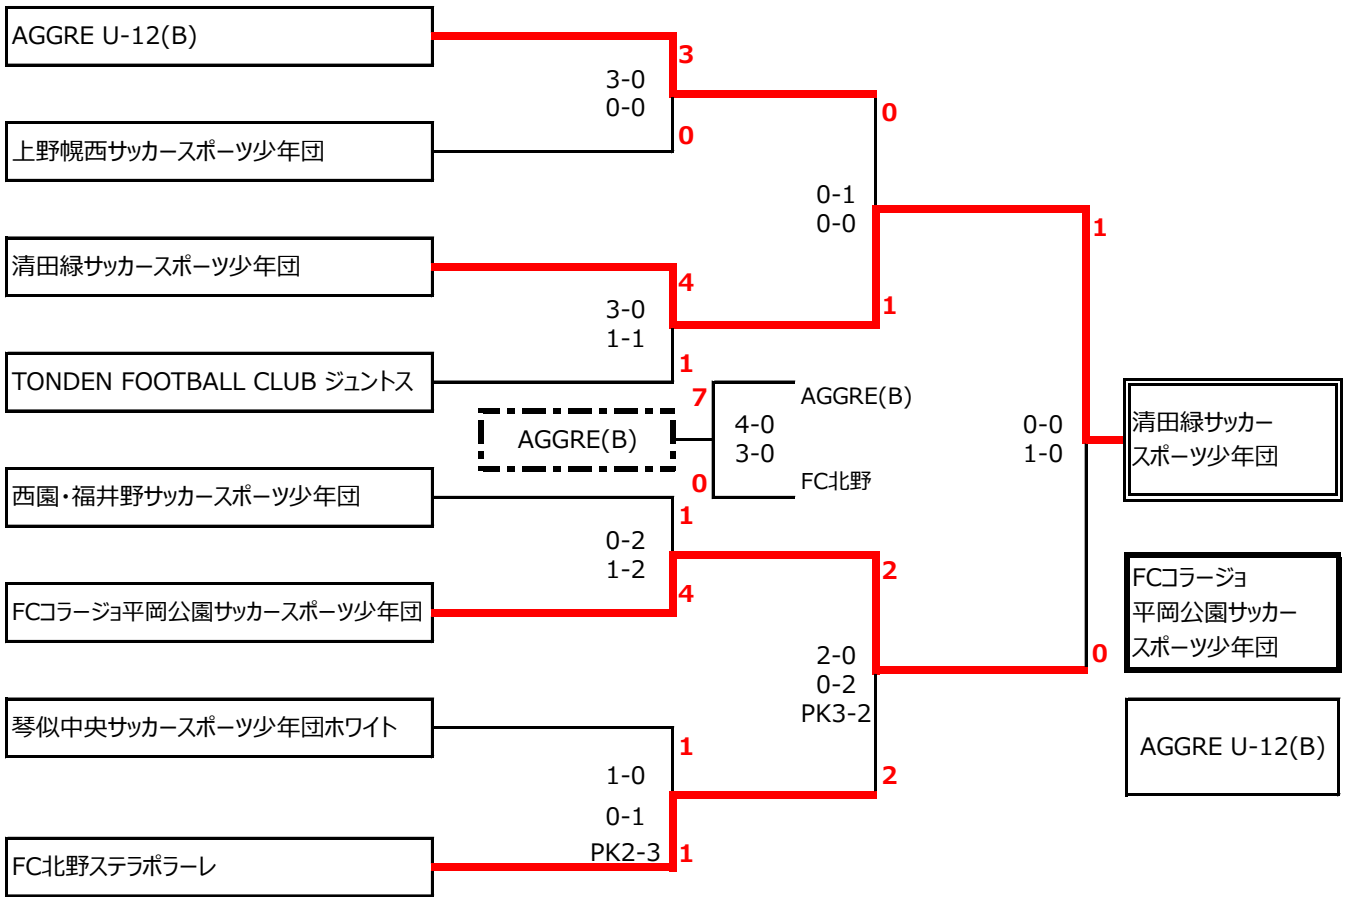 AGGRE U-12(B)
3
3-0
0-0
0
0
上野幌西サッカースポーツ少年団
0-1
0-0
1
清田緑サッカースポーツ少年団
4
3-0
1-1
1
1
TONDEN FOOTBALL CLUB ジュントス
7
AGGRE(B)
AGGRE(B)
4-0
3-0
0
FC北野
0-0
1-0
清田緑サッカー
スポーツ少年団
西園・福井野サッカースポーツ少年団
1
0-2
1-2
2
4
FCコラージョ平岡公園サッカースポーツ少年団
FCコラージョ
平岡公園サッカー
スポーツ少年団
2-0
0-2
PK3-2
0
琴似中央サッカースポーツ少年団ホワイト
1
1-0
0-1
PK2-3
2
1
AGGRE U-12(B)
FC北野ステラポラーレ